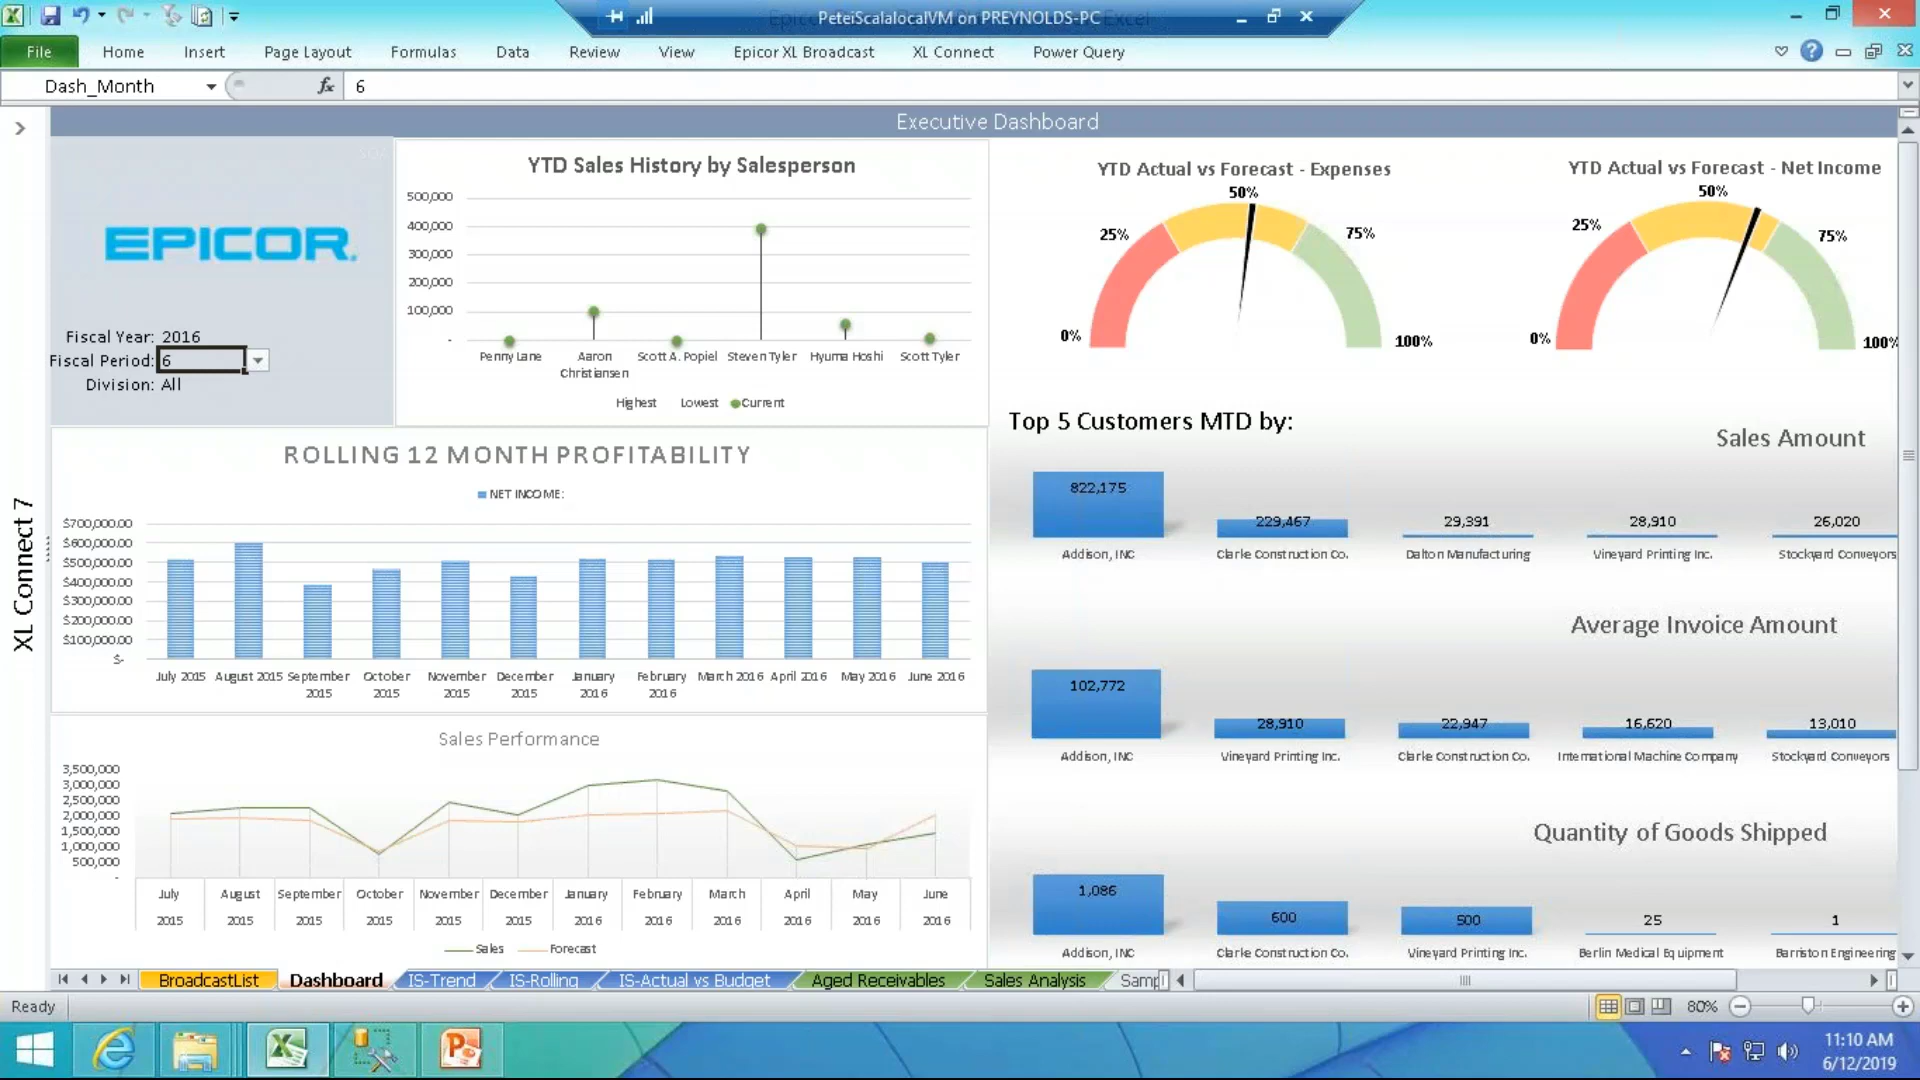 PeteiScalalocalVM on PREYNOLDS-PC
File Home Insert Page Layout Formulas Data Review View Epicor XL Broadcast XL Connect Power Query
Dash_Month fx 6
Executive Dashboard
XL Connect 7
EPICOR.
Fiscal Year: 2016
Fiscal Period: 6
Division: All
YTD Sales History by Salesperson
500,000
400,000
300,000
200,000
100,000
-
Penny Lane Aaron Christiansen Scott A. Popiel Steven Tyler Hyuma Hoshi Scott Tyler
Highest Lowest Current
YTD Actual vs Forecast - Expenses
0% 25% 50% 75% 100%
YTD Actual vs Forecast - Net Income
0% 25% 50% 75% 100%
ROLLING 12 MONTH PROFITABILITY
NET INCOME:
$700,000.00
$600,000.00
$500,000.00
$400,000.00
$300,000.00
$200,000.00
$100,000.00
$-
July 2015 August 2015 September 2015 October 2015 November 2015 December 2015 January 2016 February 2016 March 2016 April 2016 May 2016 June 2016
Sales Performance
3,500,000
3,000,000
2,500,000
2,000,000
1,500,000
1,000,000
500,000
-
July August September October November December January February March April May June
2015 2015 2015 2015 2015 2015 2016 2016 2016 2016 2016 2016
Sales Forecast
Top 5 Customers MTD by:
Sales Amount
822,175 229,467 29,391 28,910 26,020
Addison, INC Clarke Construction Co. Dalton Manufacturing Vineyard Printing Inc. Stockyard Conveyors
Average Invoice Amount
102,772 28,910 22,947 16,620 13,010
Addison, INC Vineyard Printing Inc. Clarke Construction Co. International Machine Company Stockyard Conveyors
Quantity of Goods Shipped
1,086 600 500 25 1
Addison, INC Clarke Construction Co. Vineyard Printing Inc. Berlin Medical Equipment Barriston Engineering
BroadcastList Dashboard IS-Trend IS-Rolling IS-Actual vs Budget Aged Receivables Sales Analysis Samp
Ready 80%
11:10 AM
6/12/2019